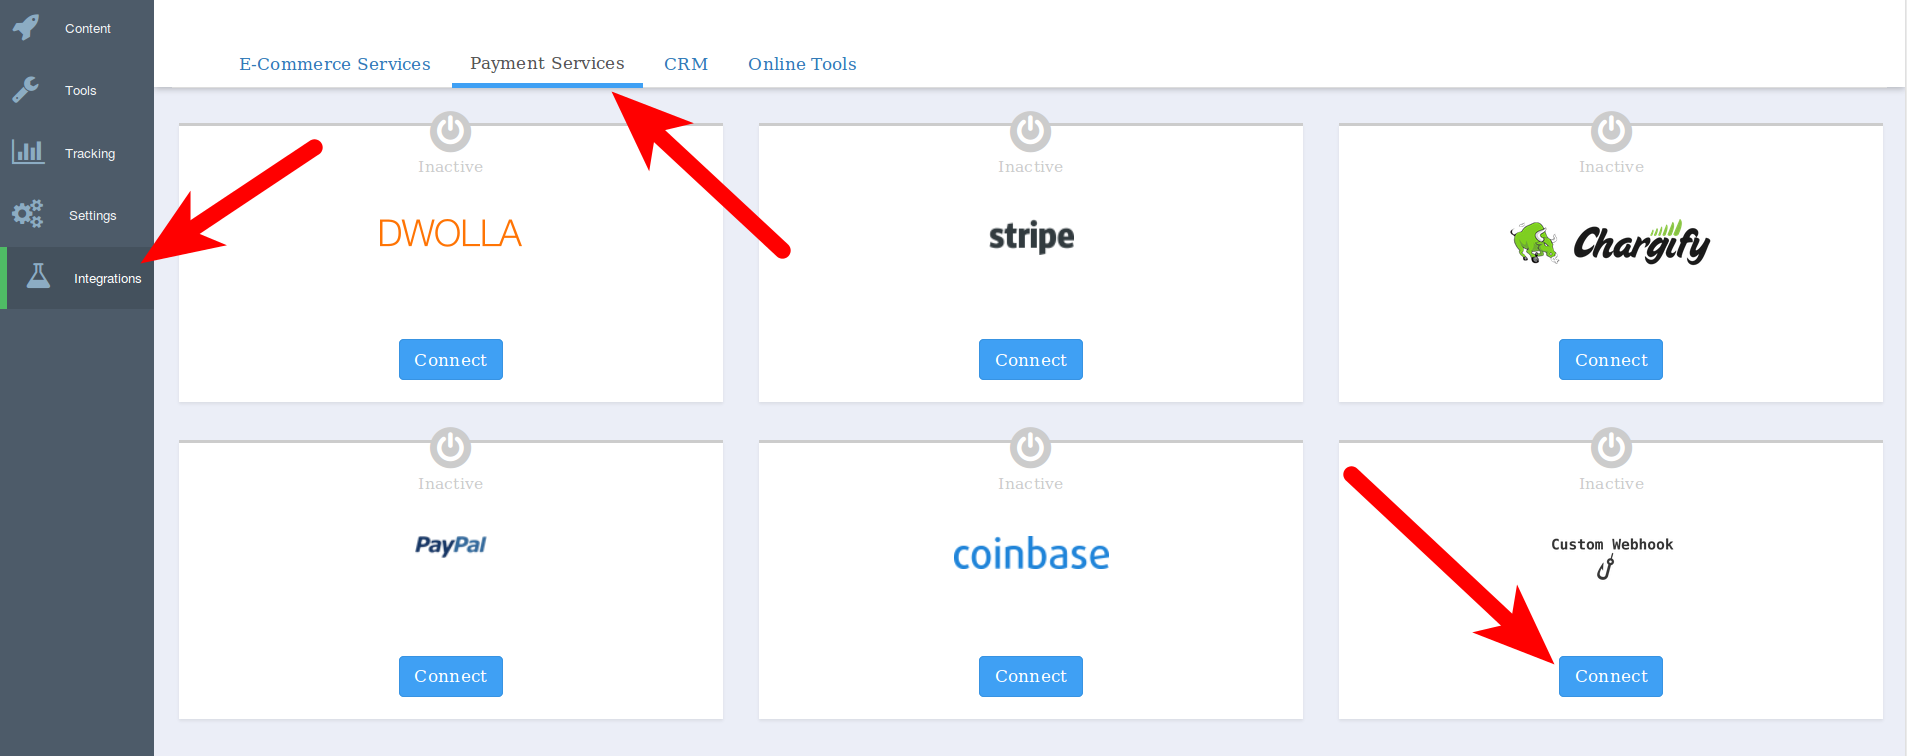 Content
Tools
Tracking
Settings
Integrations
E-Commerce Services
Payment Services
CRM
Online Tools
Inactive
DWOLLA
Connect
Inactive
stripe
Connect
Inactive
Chargify
Connect
Inactive
PayPal
Connect
Inactive
coinbase
Connect
Inactive
Custom Webhook
Connect